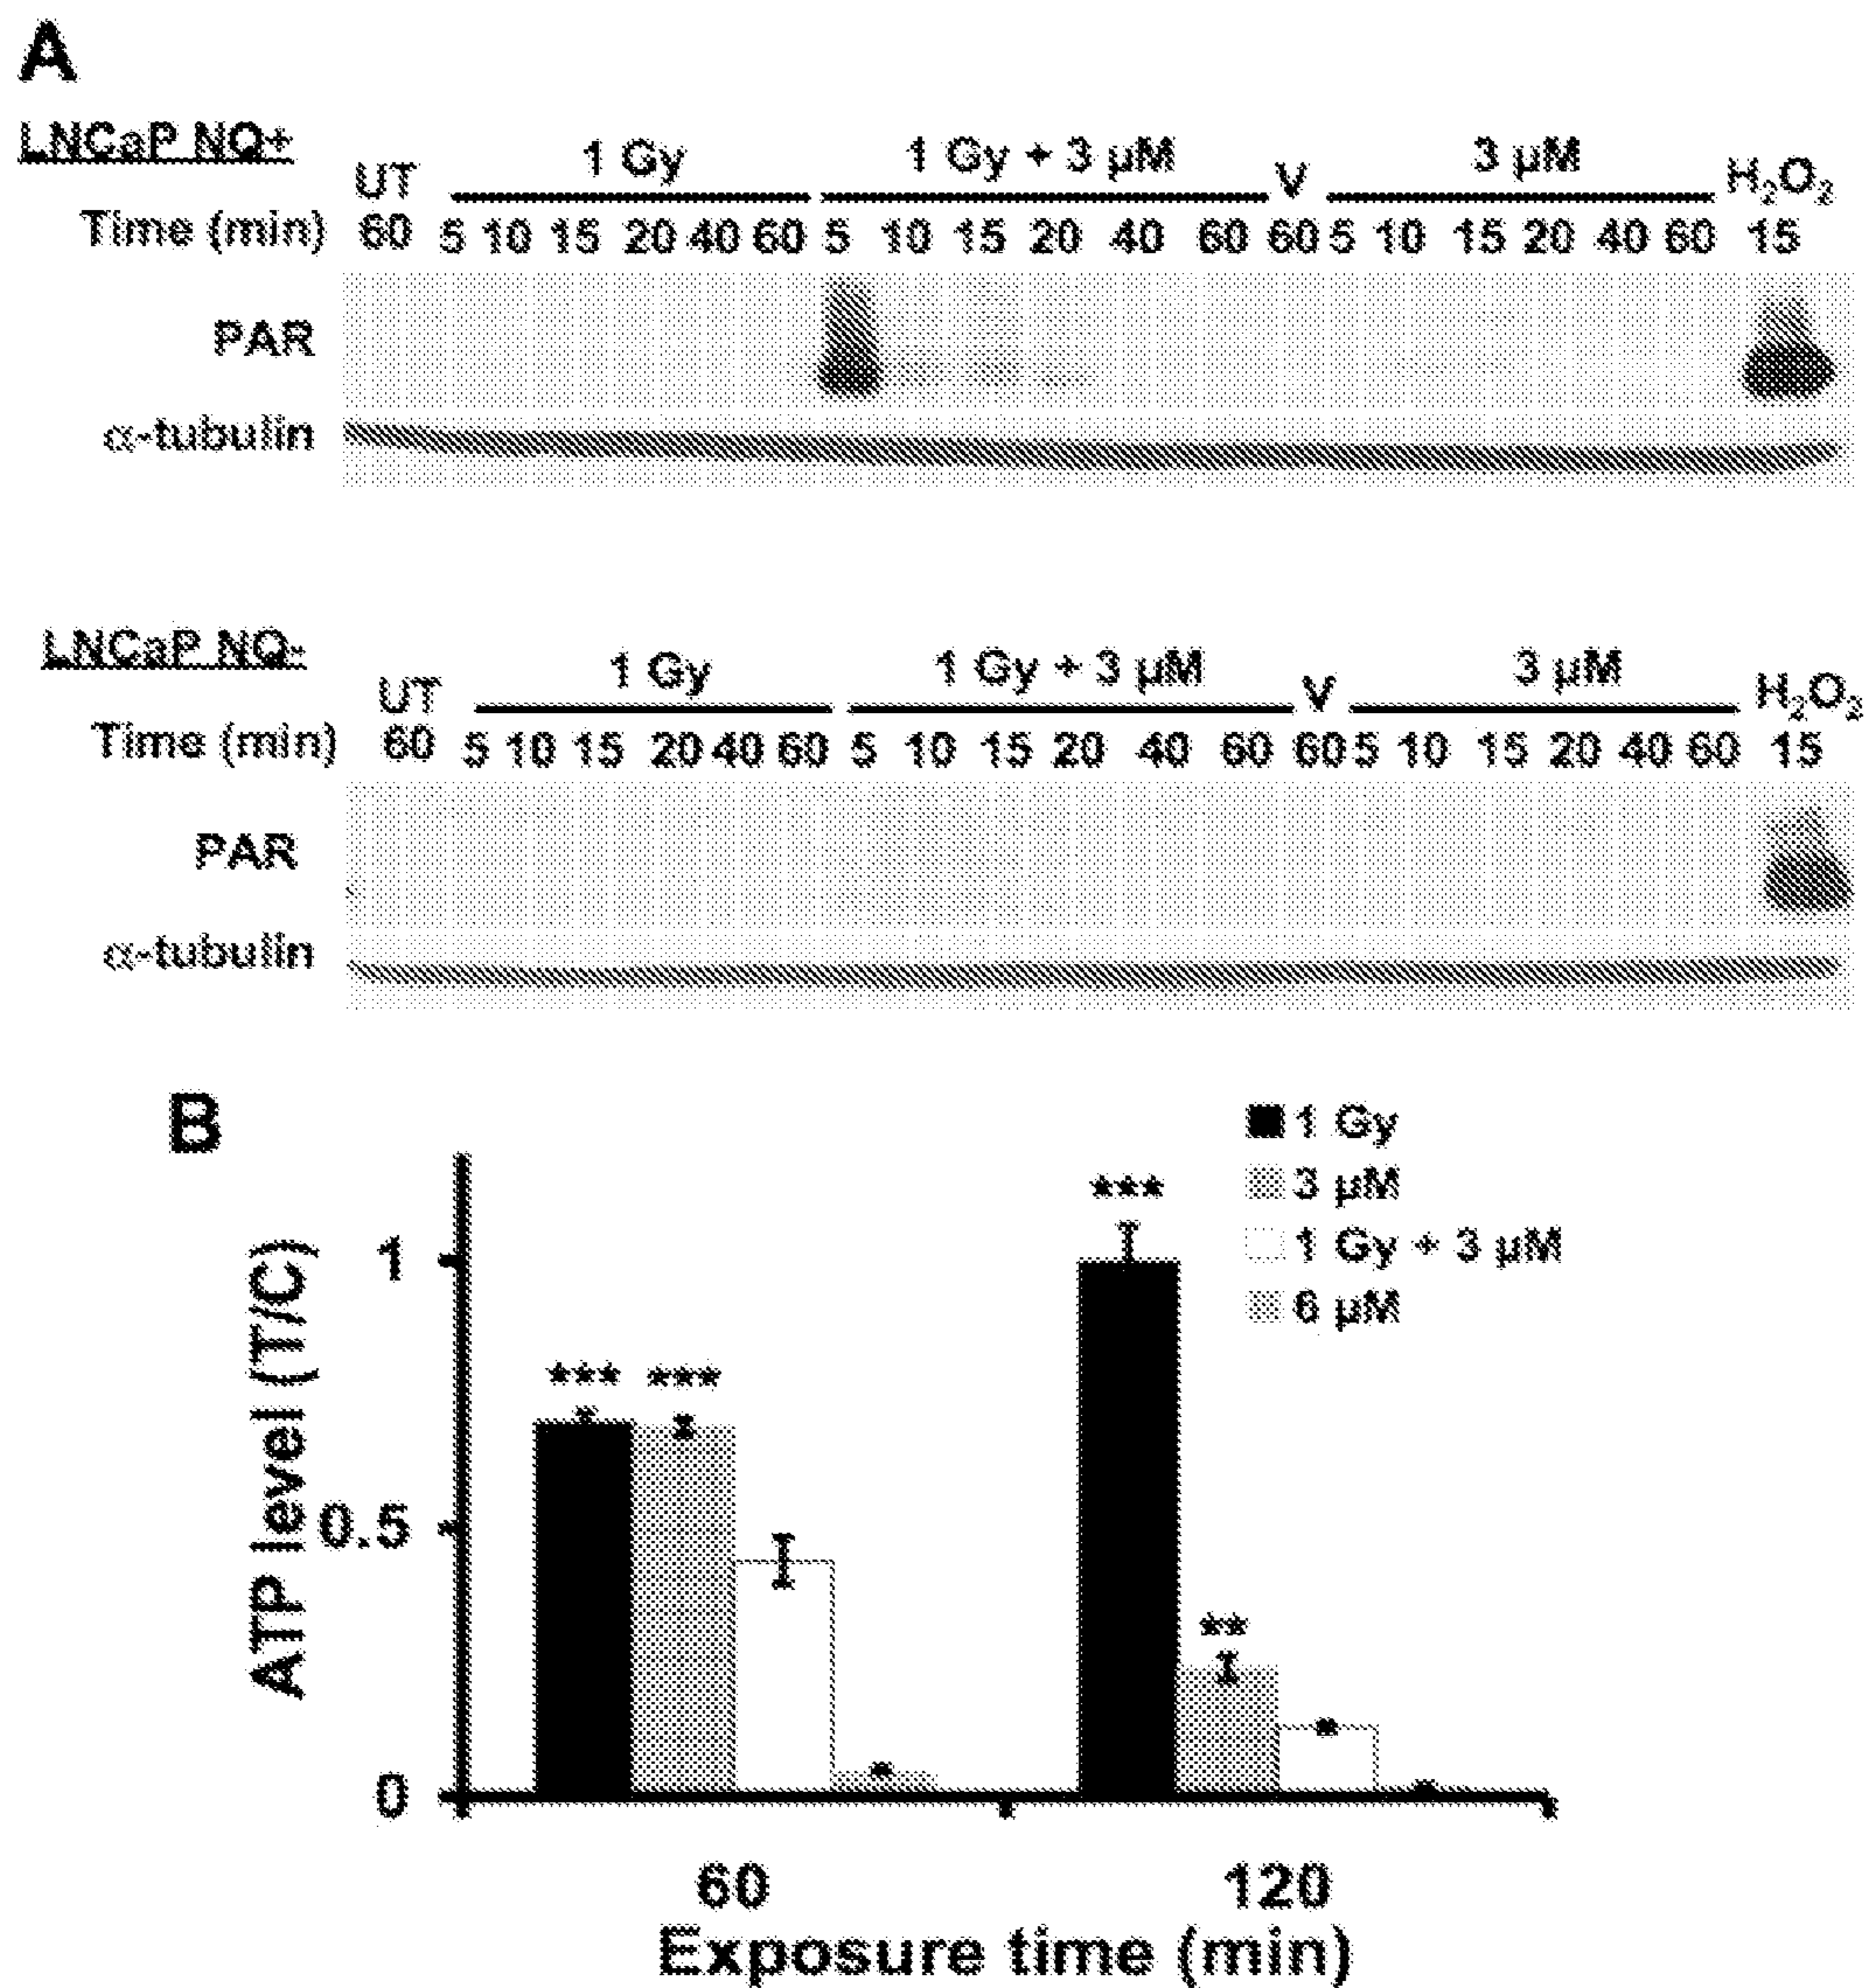 A
LNCaP NQ+
UT 1 Gy 1 Gy + 3 µM V 3 µM H₂O₂
Time (min) 60 5 10 15 20 40 60 5 10 15 20 40 60 60 5 10 15 20 40 60 15
PAR
α-tubulin
LNCaP NQ-
UT 1 Gy 1 Gy + 3 µM V 3 µM H₂O₂
Time (min) 60 5 10 15 20 40 60 5 10 15 20 40 60 60 5 10 15 20 40 60 15
PAR
α-tubulin
B
1 Gy
3 µM
1 Gy + 3 µM
6 µM
ATP level (T/C)
1
0.5
0
*** ***
***
**
60 120
Exposure time (min)